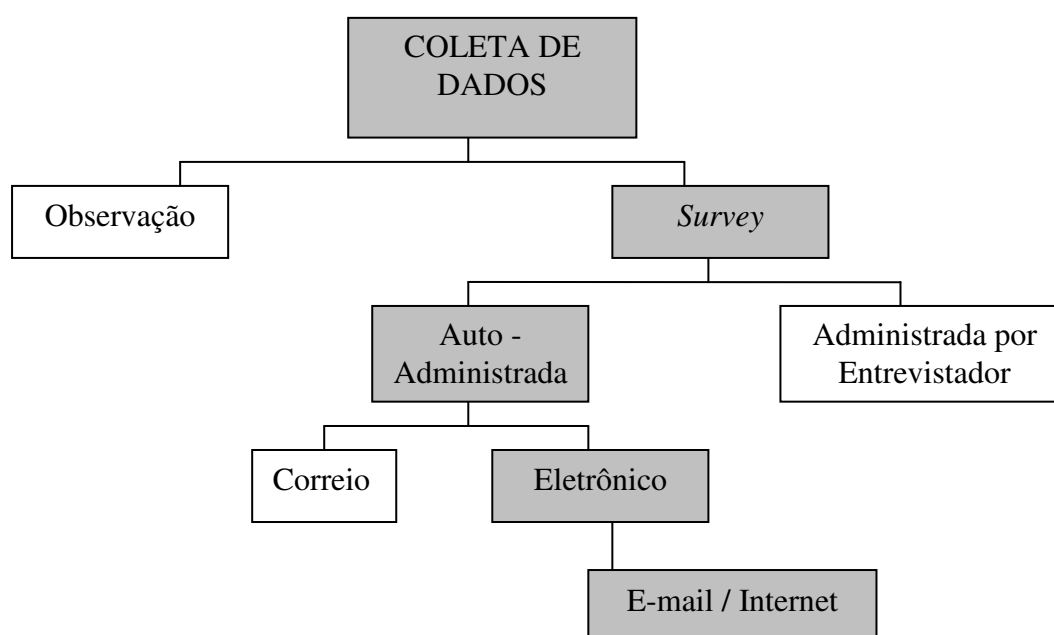 COLETA DE
DADOS
Observação
Survey
Auto -
Administrada
Administrada por
Entrevistador
Correio
Eletrônico
E-mail / Internet